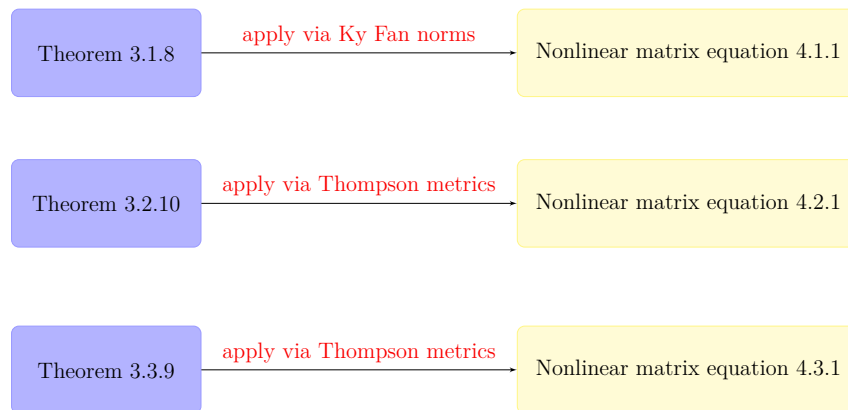 Theorem 3.1.8
apply via Ky Fan norms
Nonlinear matrix equation 4.1.1
Theorem 3.2.10
apply via Thompson metrics
Nonlinear matrix equation 4.2.1
Theorem 3.3.9
apply via Thompson metrics
Nonlinear matrix equation 4.3.1